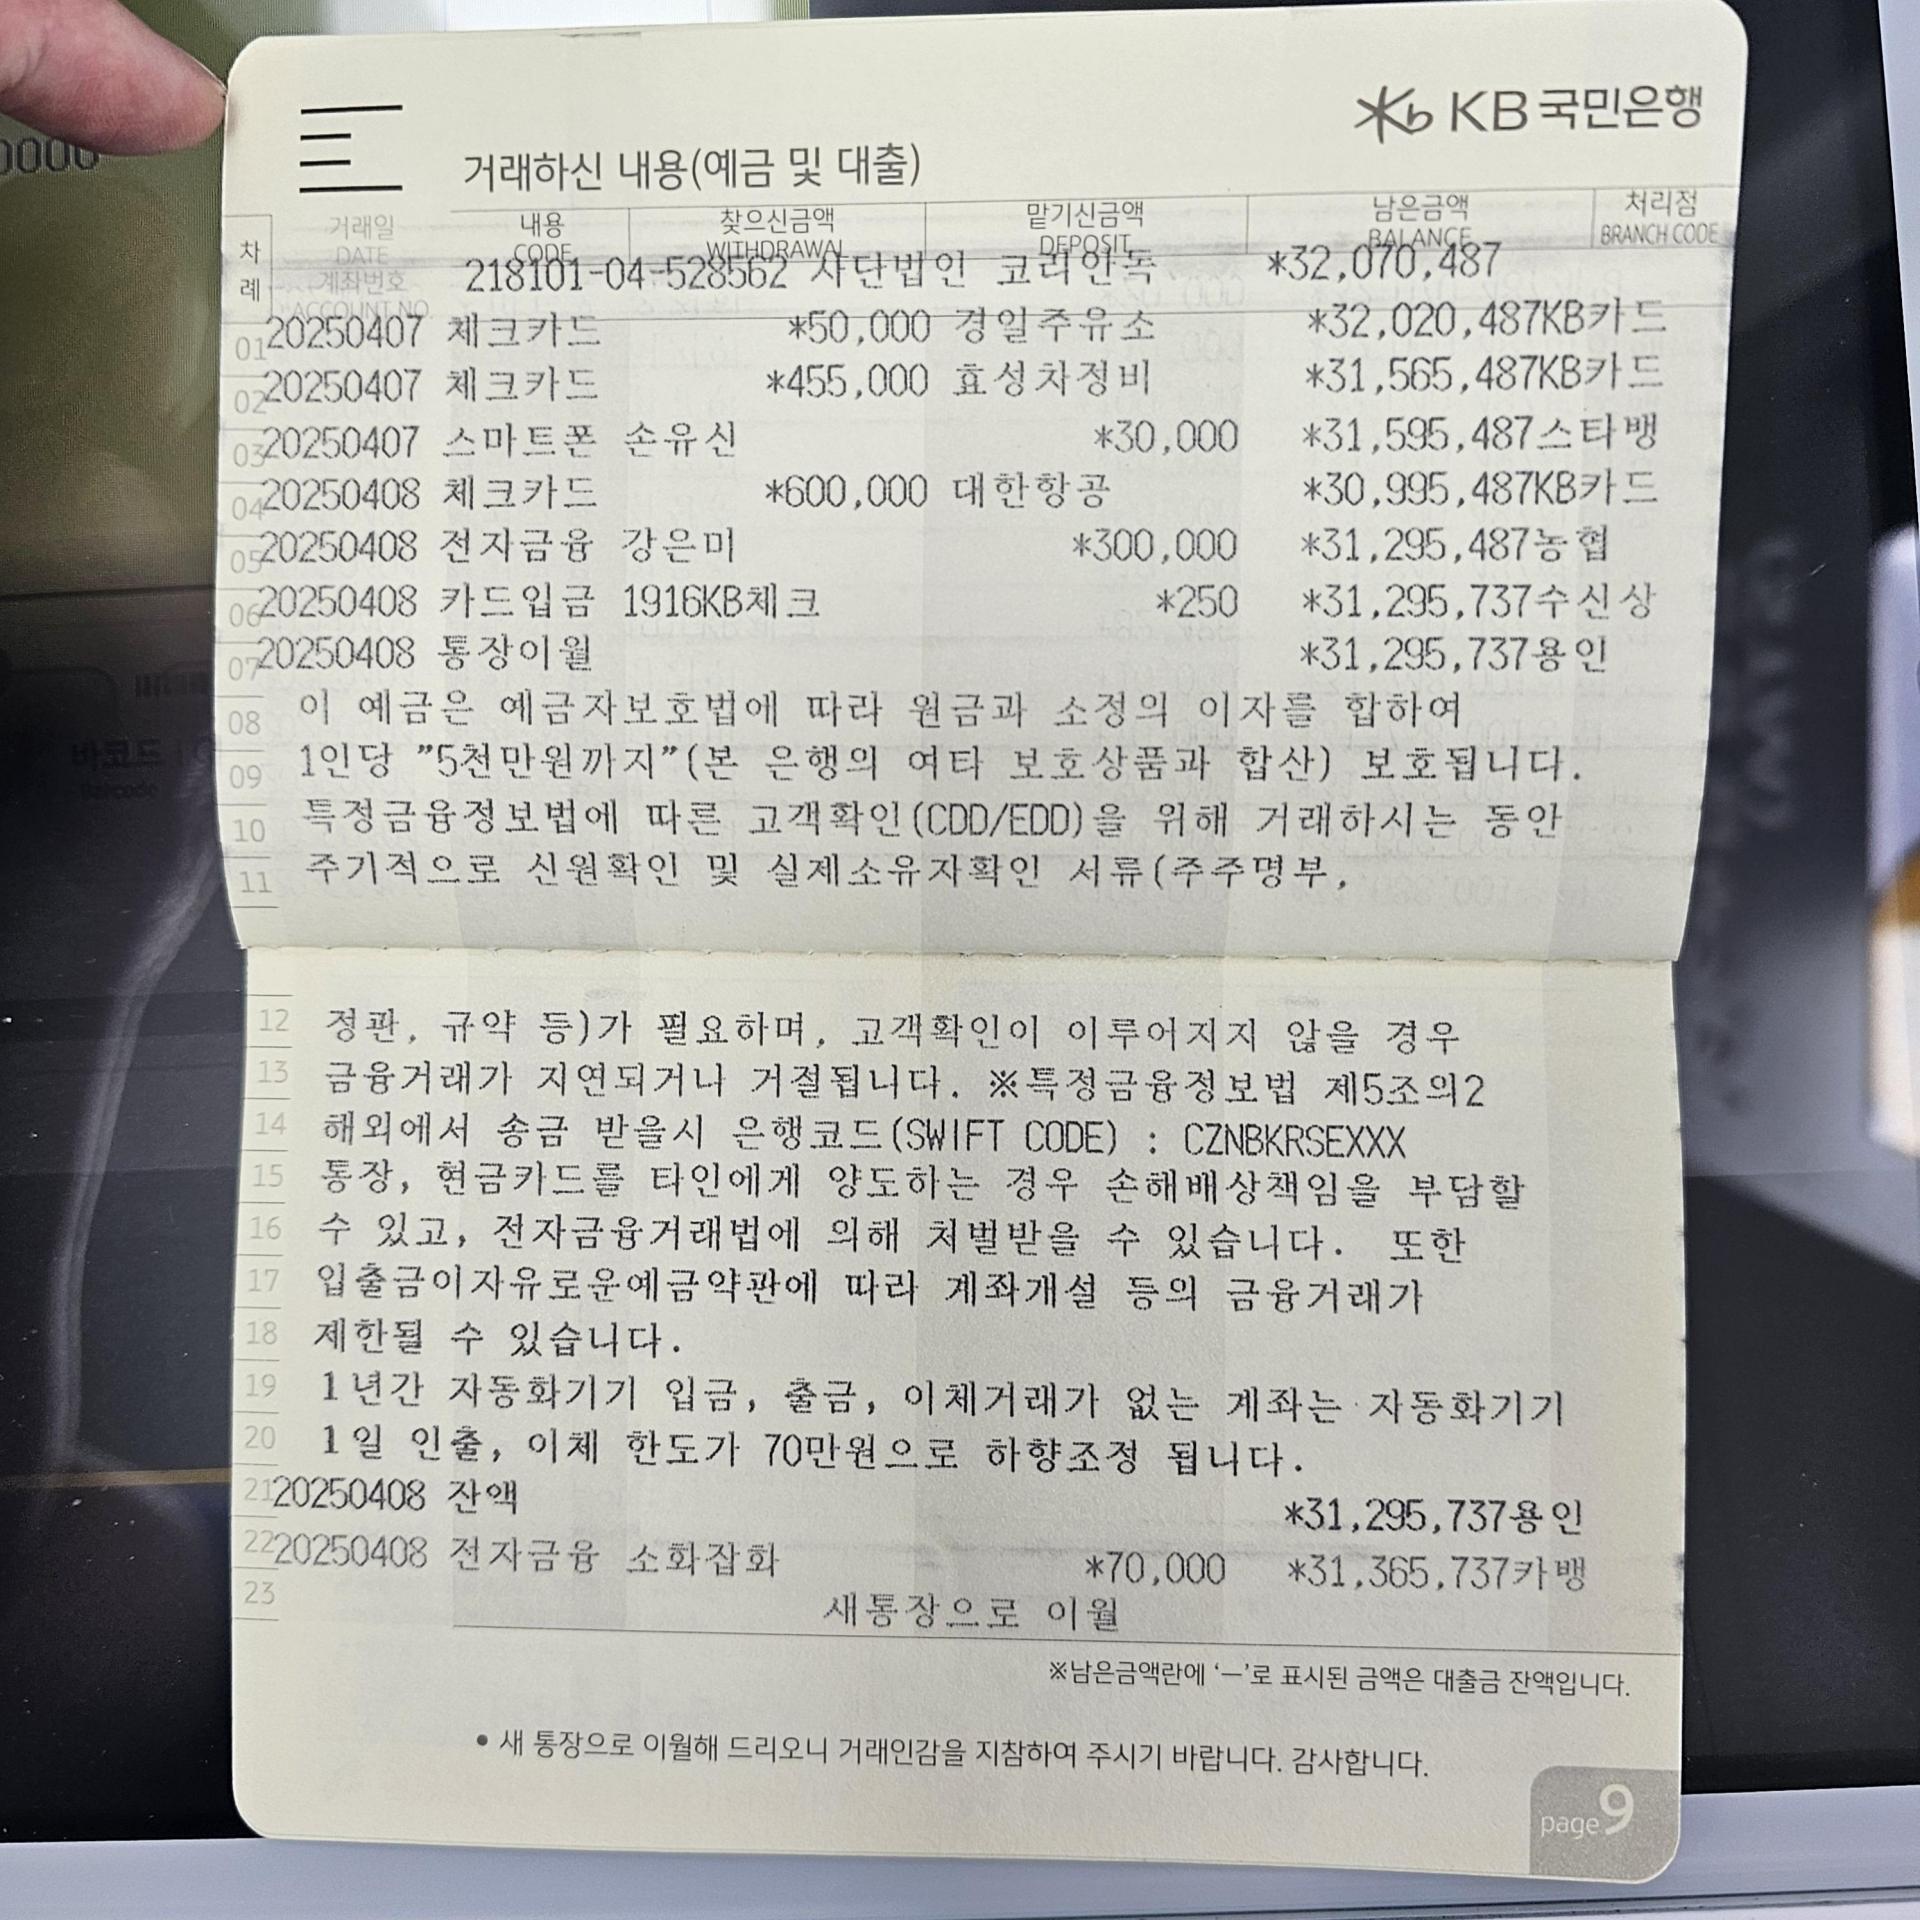 0000
KB국민은행
거래하신 내용(예금 및 대출)
차례 거래일 DATE 계좌번호 ACCOUNT NO. 내용 CODE 찾으신금액 WITHDRAWAL 맡기신금액 DEPOSIT 남은금액 BALANCE 처리점 BRANCH CODE
218101-04-528562 사단법인 코리안독 *32,070,487
01 20250407 체크카드 *50,000 경일주유소 *32,020,487KB카드
02 20250407 체크카드 *455,000 효성차정비 *31,565,487KB카드
03 20250407 스마트폰 손유신 *30,000 *31,595,487스타뱅
04 20250408 체크카드 *600,000 대한항공 *30,995,487KB카드
05 20250408 전자금융 강은미 *300,000 *31,295,487농협
06 20250408 카드입금 1916KB체크 *250 *31,295,737수신상
07 20250408 통장이월 *31,295,737용인
08 이 예금은 예금자보호법에 따라 원금과 소정의 이자를 합하여
09 1인당 "5천만원까지"(본 은행의 여타 보호상품과 합산) 보호됩니다.
10 특정금융정보법에 따른 고객확인(CDD/EDD)을 위해 거래하시는 동안
11 주기적으로 신원확인 및 실제소유자확인 서류(주주명부,
12 정관, 규약 등)가 필요하며, 고객확인이 이루어지지 않을 경우
13 금융거래가 지연되거나 거절됩니다. ※특정금융정보법 제5조의2
14 해외에서 송금 받을시 은행코드(SWIFT CODE) : CZNBKRSEXXX
15 통장, 현금카드를 타인에게 양도하는 경우 손해배상책임을 부담할
16 수 있고, 전자금융거래법에 의해 처벌받을 수 있습니다. 또한
17 입출금이자유로운예금약관에 따라 계좌개설 등의 금융거래가
18 제한될 수 있습니다.
19 1년간 자동화기기 입금, 출금, 이체거래가 없는 계좌는 자동화기기
20 1일 인출, 이체 한도가 70만원으로 하향조정 됩니다.
21 20250408 잔액 *31,295,737용인
22 20250408 전자금융 소화잡화 *70,000 *31,365,737카뱅
23 새통장으로 이월
※남은금액란에 '—'로 표시된 금액은 대출금 잔액입니다.
• 새 통장으로 이월해 드리오니 거래인감을 지참하여 주시기 바랍니다. 감사합니다.
page9
바코드
Barcode